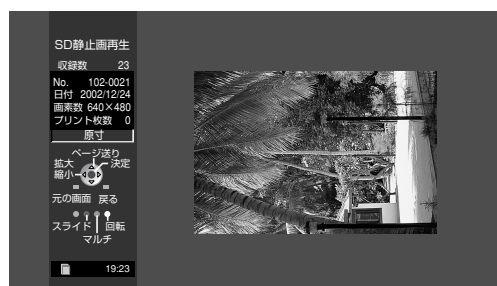 SD静止画再生
収録数 23
No. 102-0021
日付 2002/12/24
画素数 640×480
プリント枚数 0
原寸
ページ送り
拡大 決定
縮小
元の画面 戻る
スライド 回転
マルチ
19:23